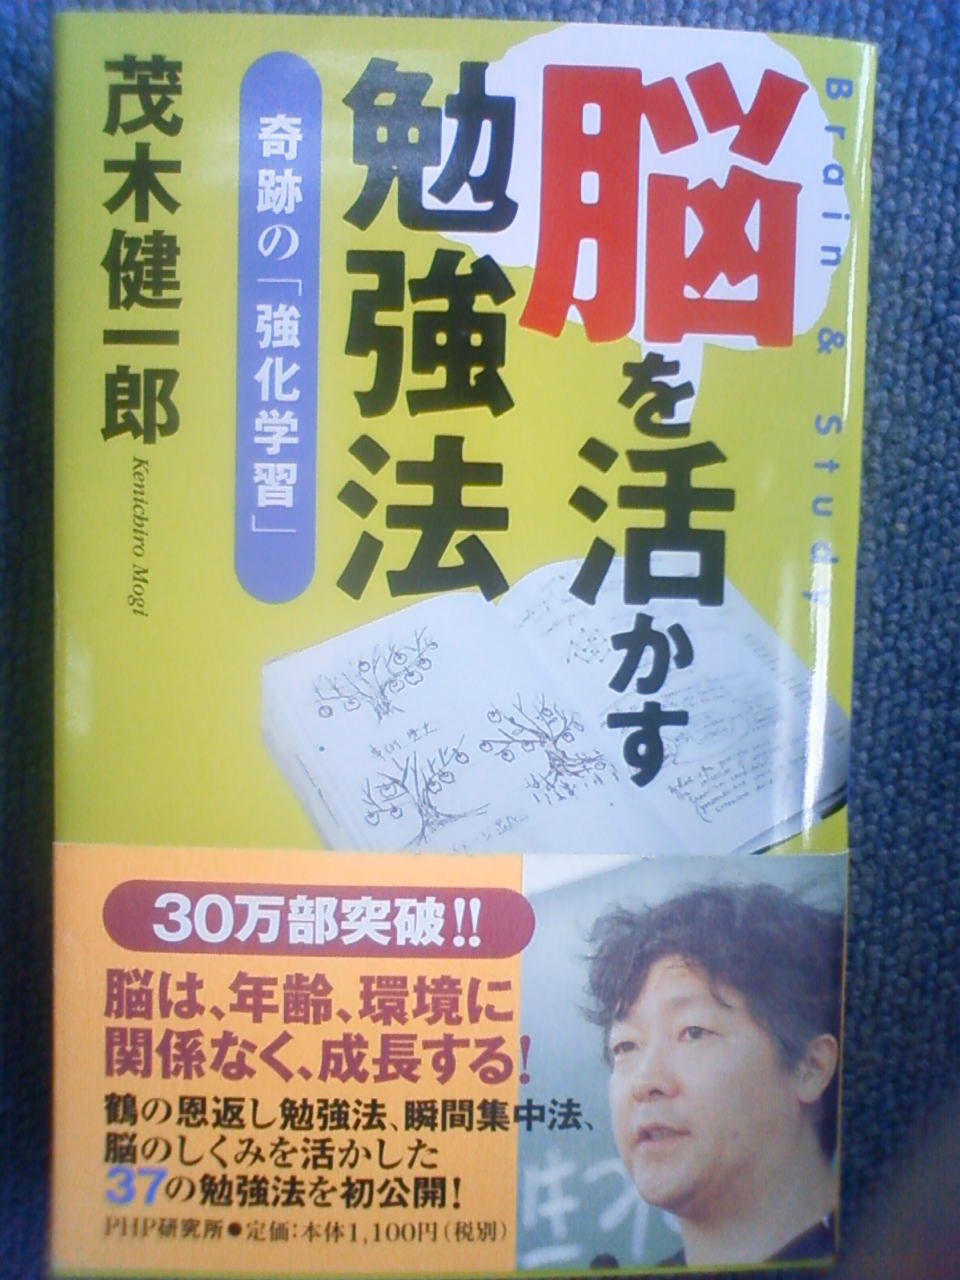 Brain & Study
脳を活かす
勉強法
奇跡の「強化学習」
茂木健一郎
Kenichiro Mogi
30万部突破!!
脳は、年齢、環境に
関係なく、成長する!
鶴の恩返し勉強法、瞬間集中法、
脳のしくみを活かした
37の勉強法を初公開!
PHP研究所●定価:本体1,100円(税別)